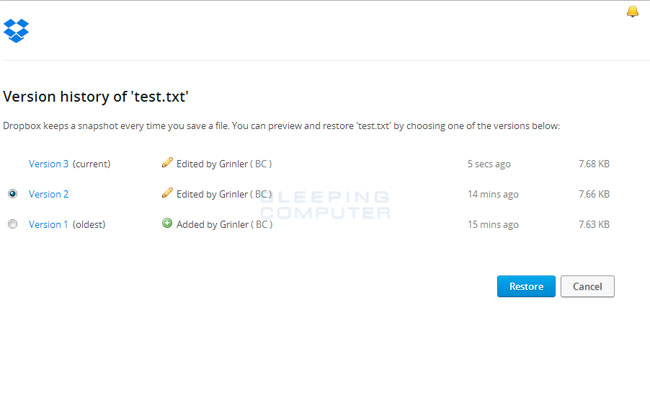 Version history of 'test.txt'
Dropbox keeps a snapshot every time you save a file. You can preview and restore 'test.txt' by choosing one of the versions below:
Version 3 (current) Edited by Grinler ( BC ) 5 secs ago 7.68 KB
Version 2 Edited by Grinler ( BC ) 14 mins ago 7.66 KB
BLEEPING
COMPUTER
Version 1 (oldest) Added by Grinler ( BC ) 15 mins ago 7.63 KB
Restore Cancel